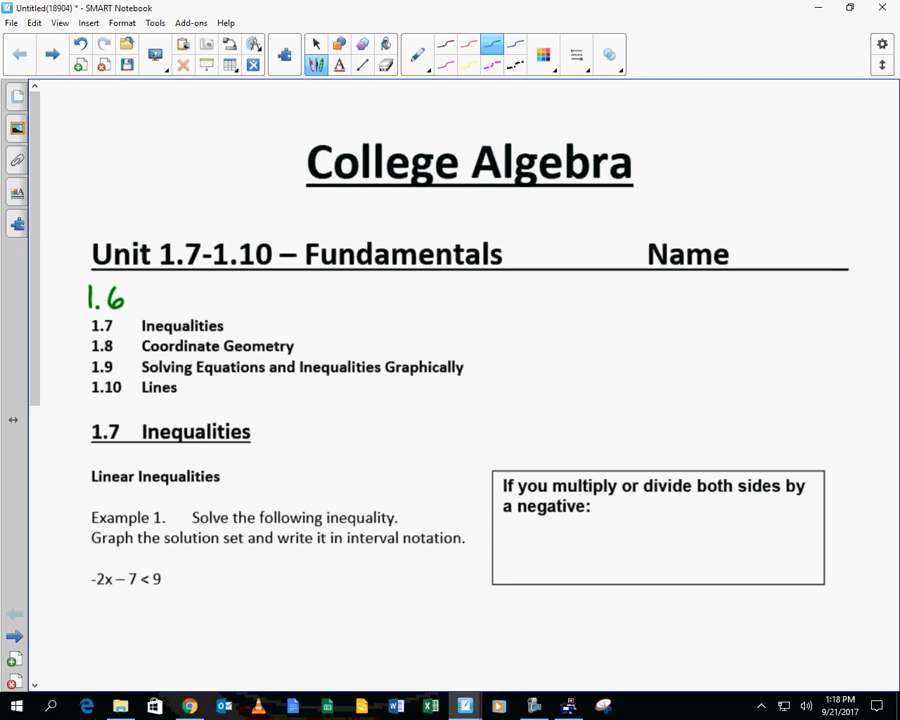 Untitled(18904) * - SMART Notebook
File Edit View Insert Format Tools Add-ons Help
College Algebra
Unit 1.7-1.10 – Fundamentals Name
1.6
1.7 Inequalities
1.8 Coordinate Geometry
1.9 Solving Equations and Inequalities Graphically
1.10 Lines
1.7 Inequalities
Linear Inequalities
If you multiply or divide both sides by
a negative:
Example 1. Solve the following inequality.
Graph the solution set and write it in interval notation.
-2x – 7 < 9
1:18 PM
9/21/2017